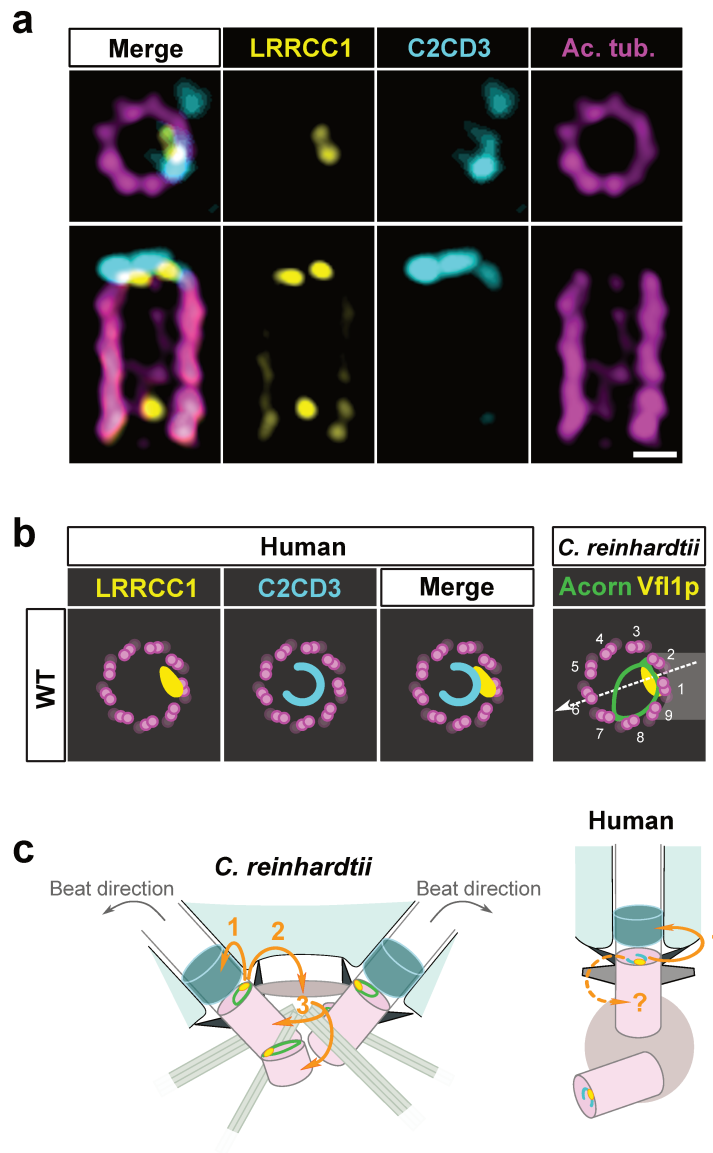 a
Merge LRRCC1 C2CD3 Ac. tub.
b
Human C. reinhardtii
LRRCC1 C2CD3 Merge Acorn Vfl1p
WT
3
4 2
5 1
6 9
7 8
Human
c
C. reinhardtii
Beat direction Beat direction
1 2
3
?